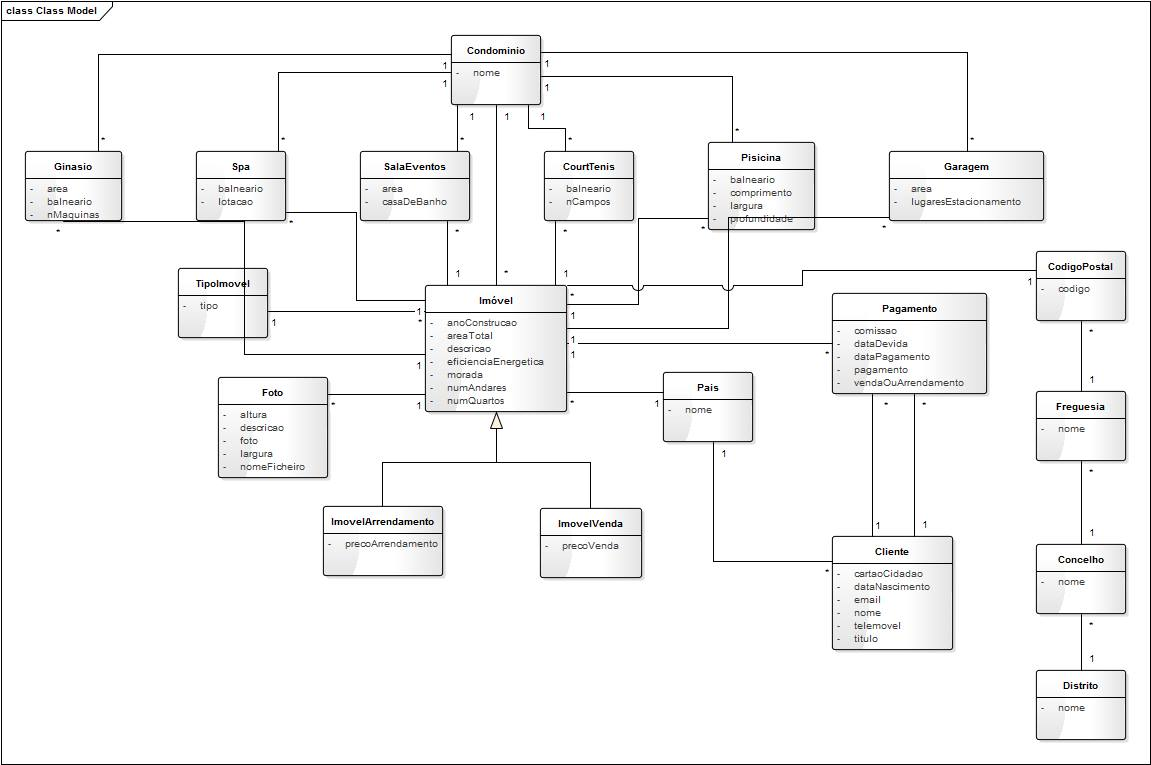 class Class Model
Condominio
- nome
1
1
1
1
1
1
1
*
*
*
*
*
*
Ginasio
- area
- balneario
- nMaquinas
*
Spa
- balneario
- lotacao
*
SalaEventos
- area
- casaDeBanho
*
CourtTenis
- balneario
- nCampos
*
Pisicina
- balneario
- comprimento
- largura
- profundidade
*
Garagem
- area
- lugaresEstacionamento
*
1
*
1
TipoImovel
- tipo
1
Imóvel
- anoConstrucao
- areaTotal
- descricao
- eficienciaEnergetica
- morada
- numAndares
- numQuartos
1
*
1
1
*
1
1
1
*
CodigoPostal
- codigo
1
*
Pagamento
- comissao
- dataDevida
- dataPagamento
- pagamento
- vendaOuArrendamento
*
*
*
Foto
- altura
- descricao
- foto
- largura
- nomeFicheiro
*
Pais
- nome
1
1
Freguesia
- nome
1
*
ImovelArrendamento
- precoArrendamento
ImovelVenda
- precoVenda
Cliente
- cartaoCidadao
- dataNascimento
- email
- nome
- telemovel
- titulo
1
1
*
Concelho
- nome
1
*
Distrito
- nome
1